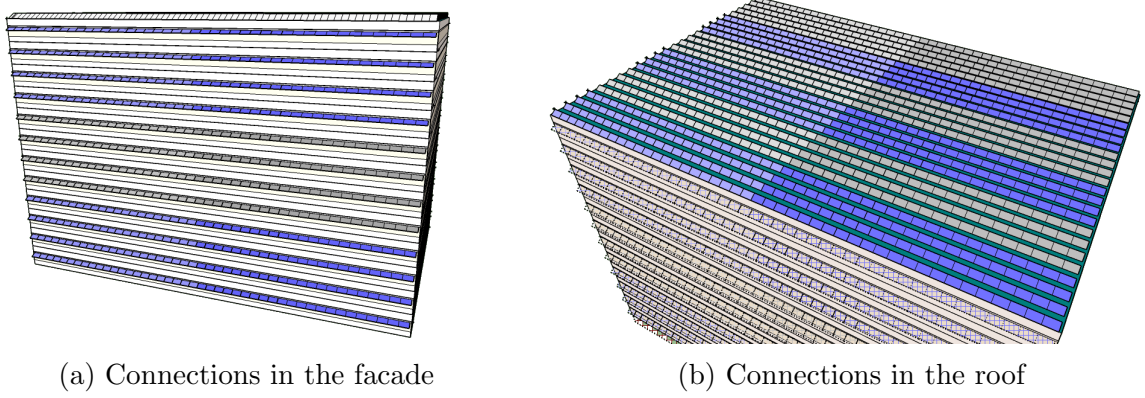 (a) Connections in the facade
(b) Connections in the roof